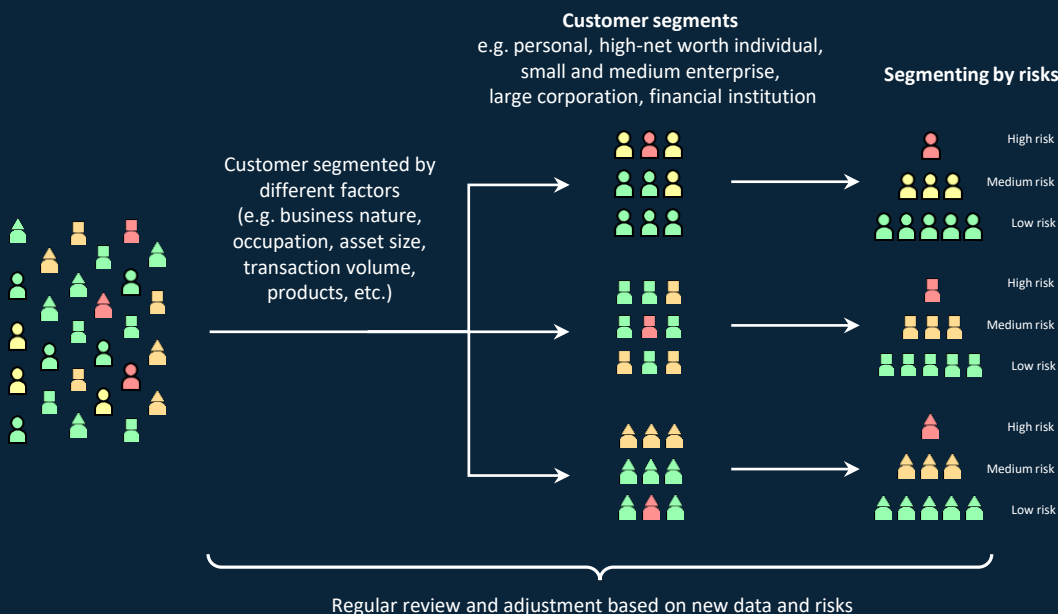 Customer segments
e.g. personal, high-net worth individual,
small and medium enterprise,
large corporation, financial institution
Segmenting by risks
Customer segmented by
different factors
(e.g. business nature,
occupation, asset size,
transaction volume,
products, etc.)
High risk
Medium risk
Low risk
High risk
Medium risk
Low risk
High risk
Medium risk
Low risk
Regular review and adjustment based on new data and risks